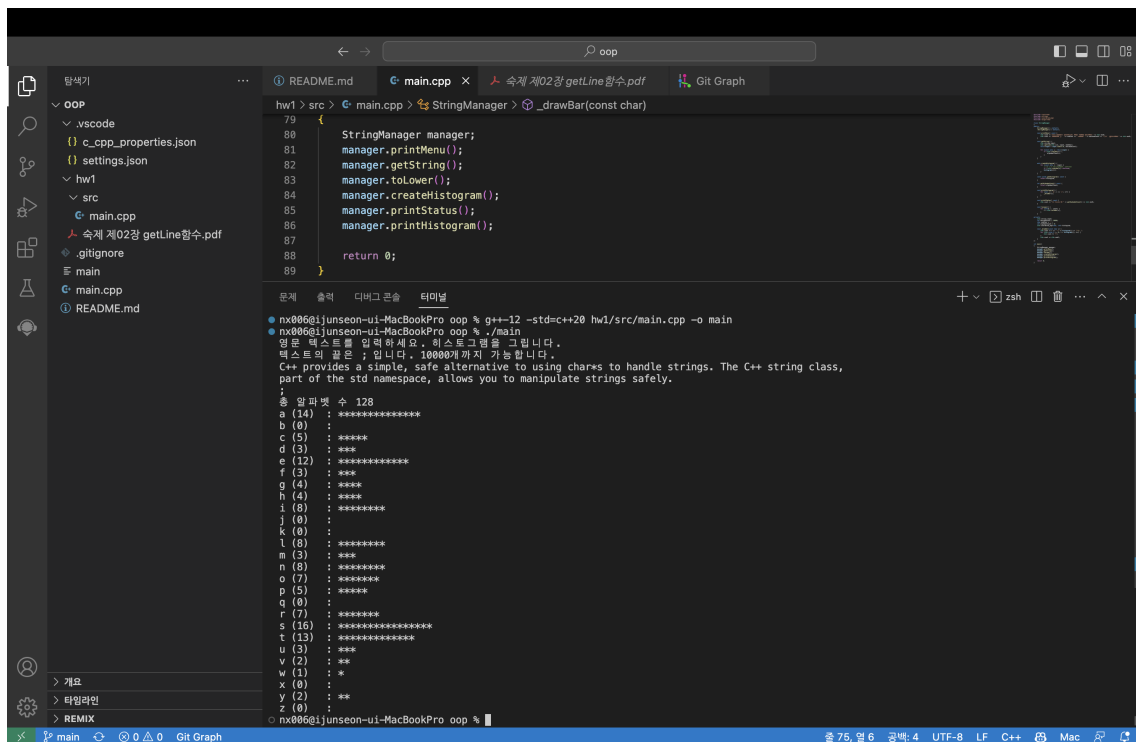 oop
탐색기
README.md
main.cpp
숙제 제02장 getLine함수.pdf
Git Graph
OOP
.vscode
c_cpp_properties.json
settings.json
hw1
src
main.cpp
숙제 제02장 getLine함수.pdf
.gitignore
main
main.cpp
README.md
개요
타임라인
REMIX
hw1 > src > main.cpp > StringManager > _drawBar(const char)
79 {
80 StringManager manager;
81 manager.printMenu();
82 manager.getString();
83 manager.toLower();
84 manager.createHistogram();
85 manager.printStatus();
86 manager.printHistogram();
87
88 return 0;
89 }
문제 출력 디버그 콘솔 터미널
zsh
nx006@ijunseon-ui-MacBookPro oop % g++-12 -std=c++20 hw1/src/main.cpp -o main
nx006@ijunseon-ui-MacBookPro oop % ./main
영문 텍스트를 입력하세요. 히스토그램을 그립니다.
텍스트의 끝은 ; 입니다. 10000개까지 가능합니다.
C++ provides a simple, safe alternative to using char*s to handle strings. The C++ string class,
part of the std namespace, allows you to manipulate strings safely.
;
총 알파벳 수 128
a (14) : **************
b (0) :
c (5) : *****
d (3) : ***
e (12) : ************
f (3) : ***
g (4) : ****
h (4) : ****
i (8) : ********
j (0) :
k (0) :
l (8) : ********
m (3) : ***
n (8) : ********
o (7) : *******
p (5) : *****
q (0) :
r (7) : *******
s (16) : ****************
t (13) : *************
u (3) : ***
v (2) : **
w (1) : *
x (0) :
y (2) : **
z (0) :
nx006@ijunseon-ui-MacBookPro oop %
main 0 0 Git Graph
줄 75, 열 6 공백: 4 UTF-8 LF C++ Mac